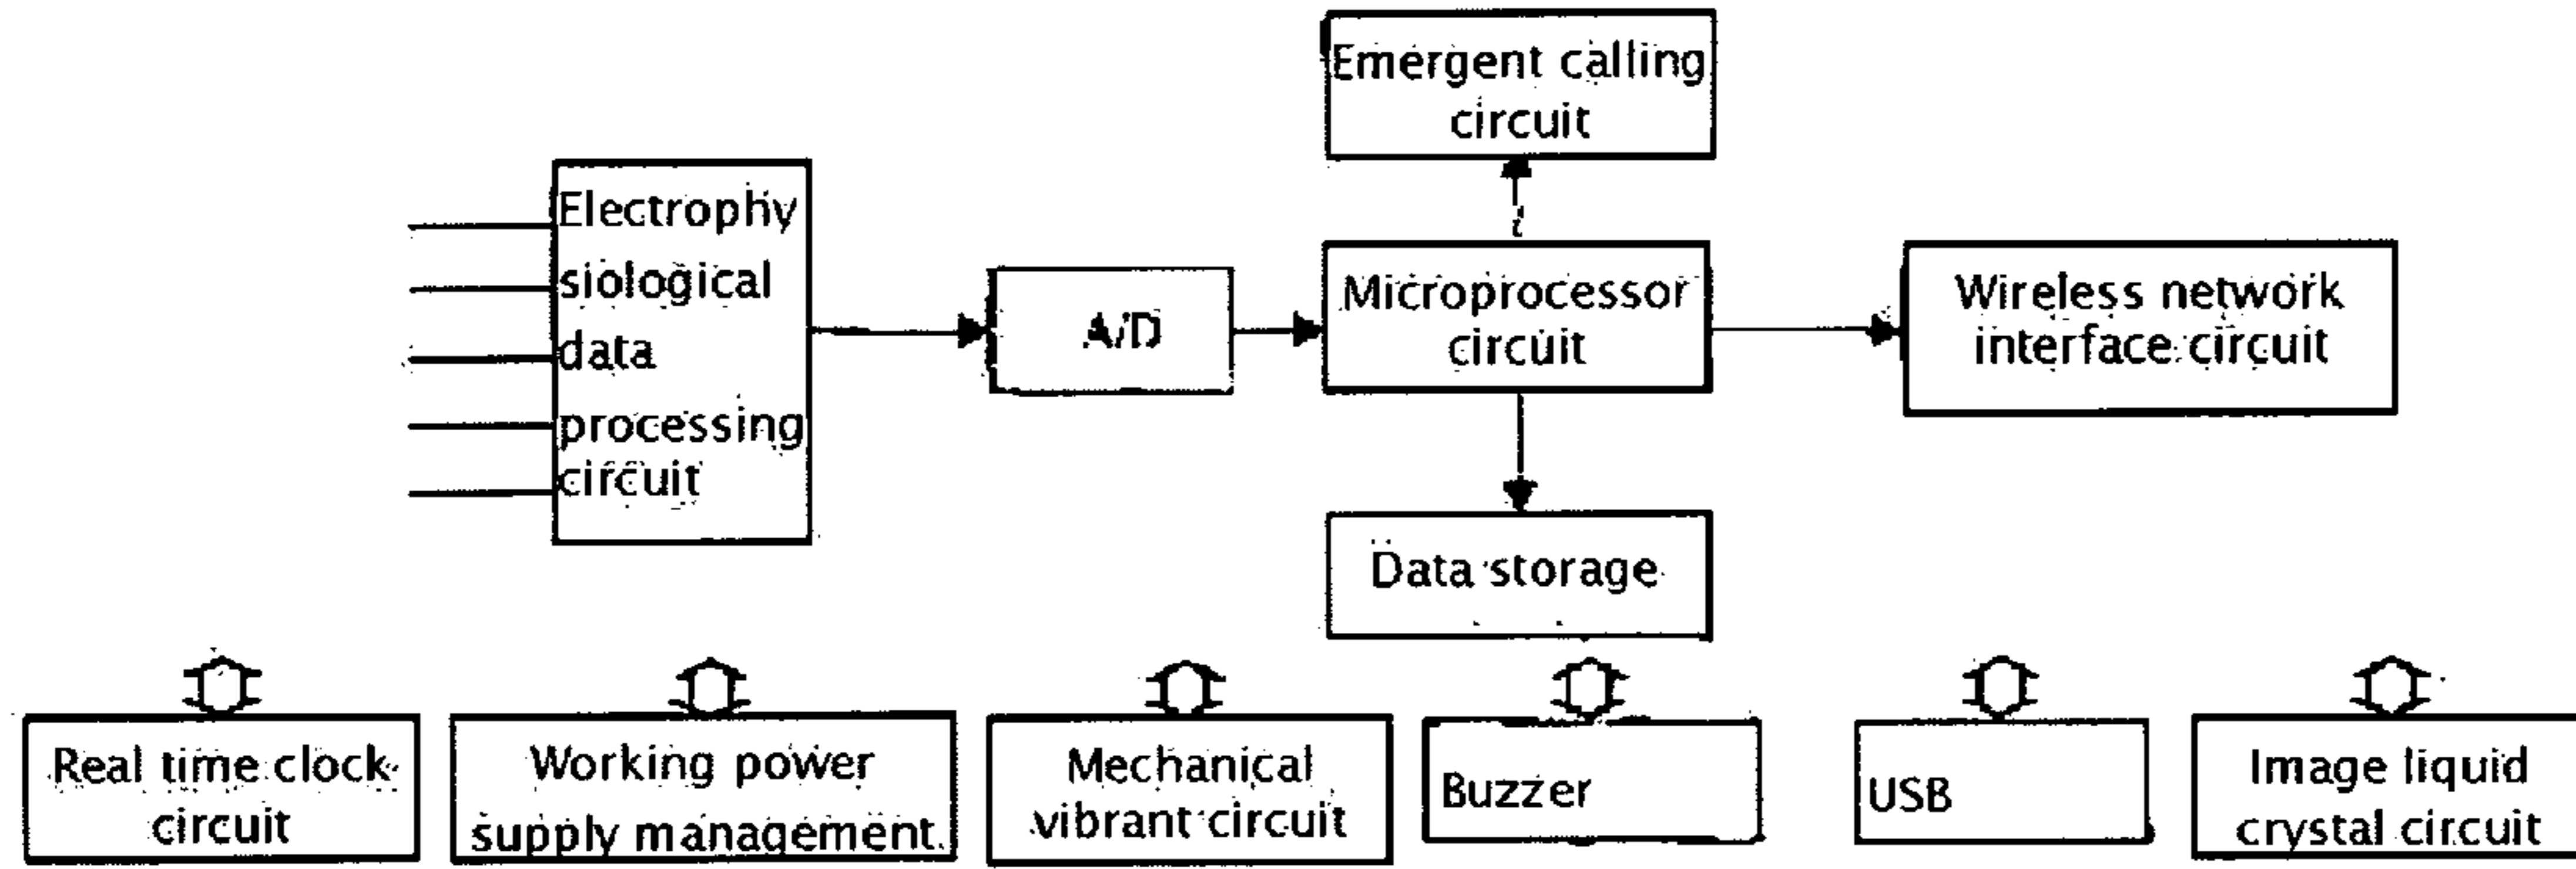 Emergent calling
circuit
Electrophy
siological
data
processing
circuit
A/D
Microprocessor
circuit
Wireless network
interface circuit
Data storage
Real time clock
circuit
Working power
supply management
Mechanical
vibrant circuit
Buzzer
USB
Image liquid
crystal circuit